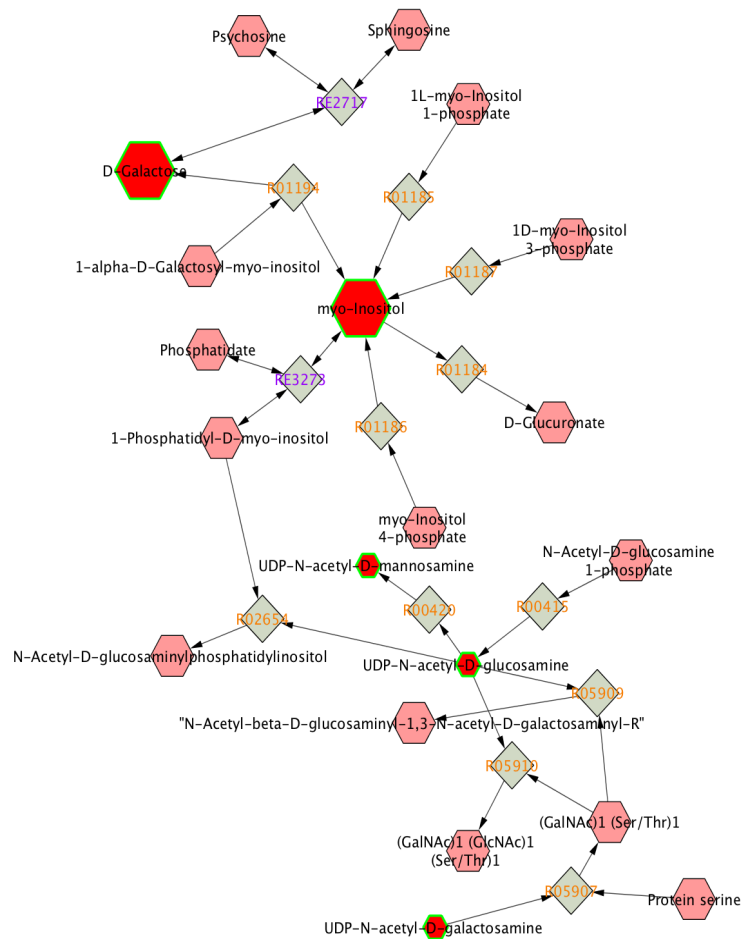 Psychosine
Sphingosine
RE2717
1L-myo-Inositol
1-phosphate
D-Galactose
R01194
R01185
1D-myo-Inositol
3-phosphate
1-alpha-D-Galactosyl-myo-inositol
R01187
myo-Inositol
Phosphatidate
RE3273
R01184
D-Glucuronate
1-Phosphatidyl-D-myo-inositol
R01186
myo-Inositol
4-phosphate
N-Acetyl-D-glucosamine
1-phosphate
UDP-N-acetyl-D-mannosamine
R00420
R00415
R02654
N-Acetyl-D-glucosaminylphosphatidylinositol
UDP-N-acetyl-D-glucosamine
R05909
"N-Acetyl-beta-D-glucosaminyl-1,3-N-acetyl-D-galactosaminyl-R"
R05910
(GalNAc)1 (Ser/Thr)1
(GalNAc)1 (GlcNAc)1
(Ser/Thr)1
R05907
Protein serine
UDP-N-acetyl-D-galactosamine